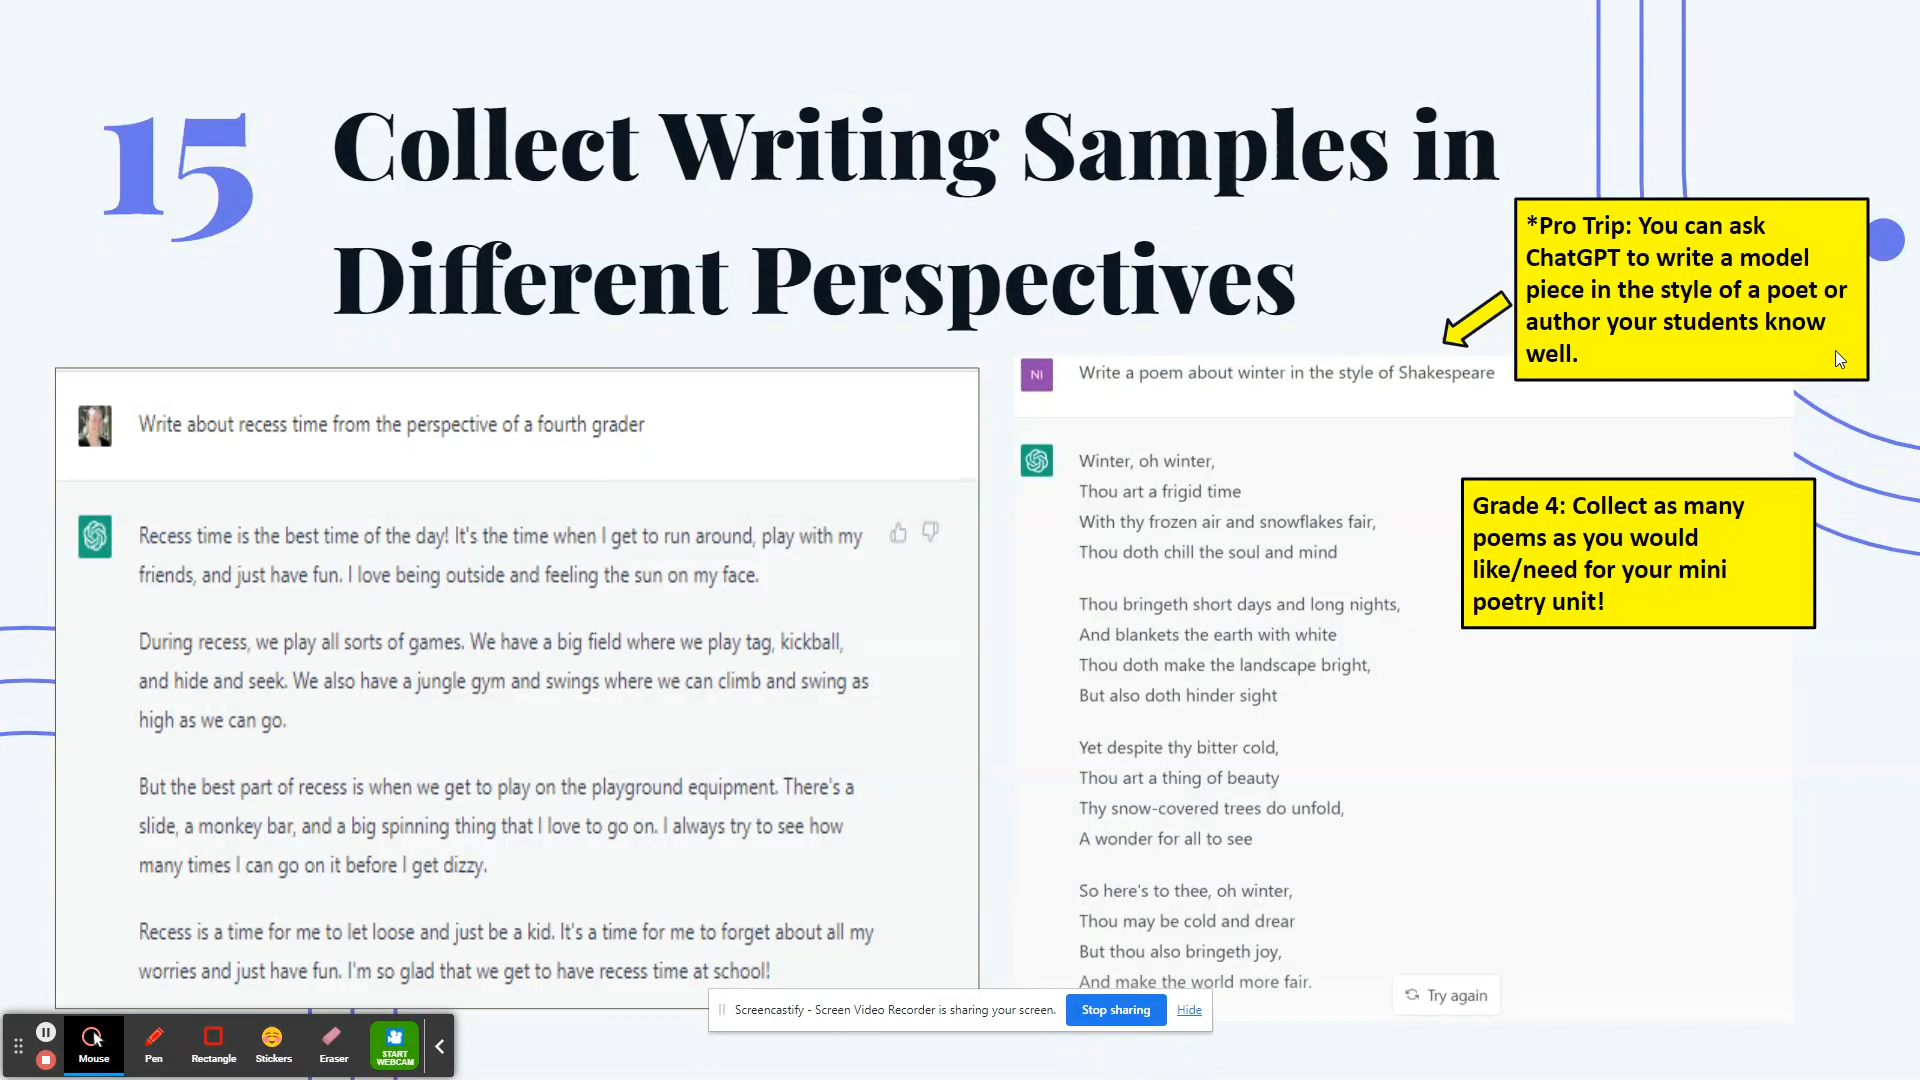 15
Collect Writing Samples in
Different Perspectives
*Pro Trip: You can ask
ChatGPT to write a model
piece in the style of a poet or
author your students know
well.
Write about recess time from the perspective of a fourth grader
Recess time is the best time of the day! It's the time when I get to run around, play with my
friends, and just have fun. I love being outside and feeling the sun on my face.
During recess, we play all sorts of games. We have a big field where we play tag, kickball,
and hide and seek. We also have a jungle gym and swings where we can climb and swing as
high as we can go.
But the best part of recess is when we get to play on the playground equipment. There's a
slide, a monkey bar, and a big spinning thing that I love to go on. I always try to see how
many times I can go on it before I get dizzy.
Recess is a time for me to let loose and just be a kid. It's a time for me to forget about all my
worries and just have fun. I'm so glad that we get to have recess time at school!
NI
Write a poem about winter in the style of Shakespeare
Winter, oh winter,
Thou art a frigid time
With thy frozen air and snowflakes fair,
Thou doth chill the soul and mind
Thou bringeth short days and long nights,
And blankets the earth with white
Thou doth make the landscape bright,
But also doth hinder sight
Yet despite thy bitter cold,
Thou art a thing of beauty
Thy snow-covered trees do unfold,
A wonder for all to see
So here's to thee, oh winter,
Thou may be cold and drear
But thou also bringeth joy,
And make the world more fair.
Grade 4: Collect as many
poems as you would
like/need for your mini
poetry unit!
Try again
Screencastify - Screen Video Recorder is sharing your screen.
Stop sharing
Hide
Mouse
Pen
Rectangle
Stickers
Eraser
START
WEBCAM